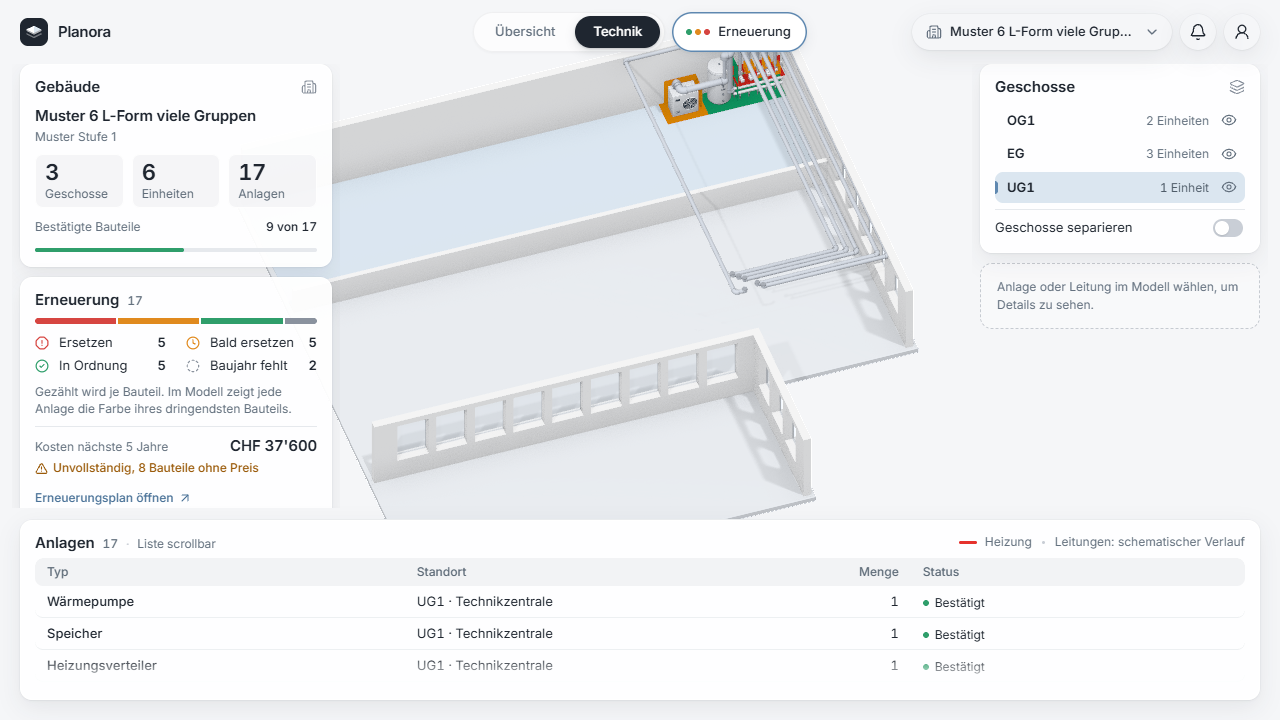 Planora
Übersicht
Technik
Erneuerung
Muster 6 L-Form viele Grup...
Gebäude
Muster 6 L-Form viele Gruppen
Muster Stufe 1
3
Geschosse
6
Einheiten
17
Anlagen
Bestätigte Bauteile 9 von 17
Erneuerung 17
Ersetzen 5
Bald ersetzen 5
In Ordnung 5
Baujahr fehlt 2
Gezählt wird je Bauteil. Im Modell zeigt jede
Anlage die Farbe ihres dringendsten Bauteils.
Kosten nächste 5 Jahre CHF 37'600
Unvollständig, 8 Bauteile ohne Preis
Erneuerungsplan öffnen
Geschosse
OG1 2 Einheiten
EG 3 Einheiten
UG1 1 Einheit
Geschosse separieren
Anlage oder Leitung im Modell wählen, um
Details zu sehen.
Anlagen 17 · Liste scrollbar
Heizung · Leitungen: schematischer Verlauf
Typ Standort Menge Status
Wärmepumpe UG1 · Technikzentrale 1 Bestätigt
Speicher UG1 · Technikzentrale 1 Bestätigt
Heizungsverteiler UG1 · Technikzentrale 1 Bestätigt